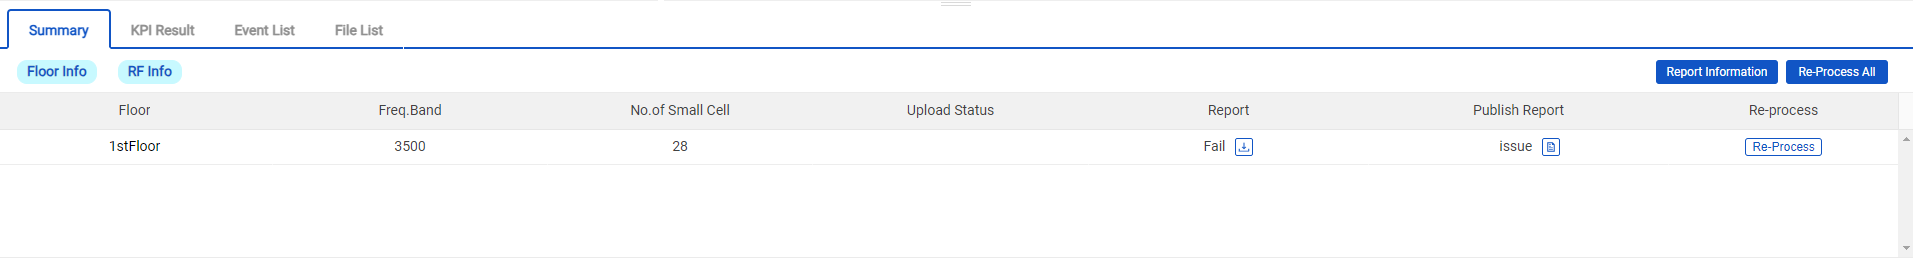 Summary KPI Result Event List File List
Floor Info RF Info Report Information Re-Process All
Floor Freq.Band No.of Small Cell Upload Status Report Publish Report Re-process
1stFloor 3500 28 Fail issue Re-Process